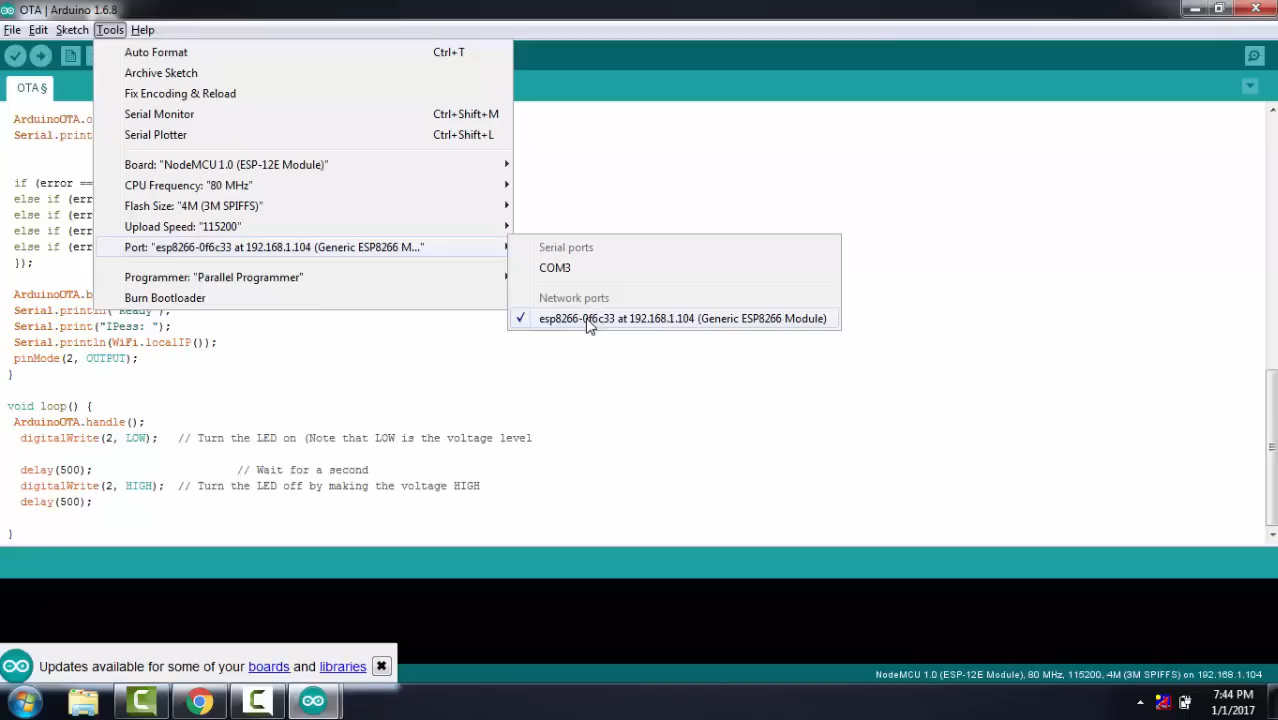 OTA | Arduino 1.6.8
File Edit Sketch Tools Help
OTA §
Auto Format Ctrl+T
Archive Sketch
Fix Encoding & Reload
Serial Monitor Ctrl+Shift+M
Serial Plotter Ctrl+Shift+L
Board: "NodeMCU 1.0 (ESP-12E Module)"
CPU Frequency: "80 MHz"
Flash Size: "4M (3M SPIFFS)"
Upload Speed: "115200"
Port: "esp8266-0f6c33 at 192.168.1.104 (Generic ESP8266 M..."
Programmer: "Parallel Programmer"
Burn Bootloader
Serial ports
COM3
Network ports
esp8266-0f6c33 at 192.168.1.104 (Generic ESP8266 Module)
ArduinoOTA.o
Serial.print
if (error ==
else if (err
else if (err
else if (err
else if (err
});
ArduinoOTA.b
Serial.println("Ready");
Serial.print("IPess: ");
Serial.println(WiFi.localIP());
pinMode(2, OUTPUT);
}
void loop() {
ArduinoOTA.handle();
digitalWrite(2, LOW); // Turn the LED on (Note that LOW is the voltage level
delay(500); // Wait for a second
digitalWrite(2, HIGH); // Turn the LED off by making the voltage HIGH
delay(500);
}
Updates available for some of your boards and libraries
NodeMCU 1.0 (ESP-12E Module), 80 MHz, 115200, 4M (3M SPIFFS) on 192.168.1.104
7:44 PM
1/1/2017